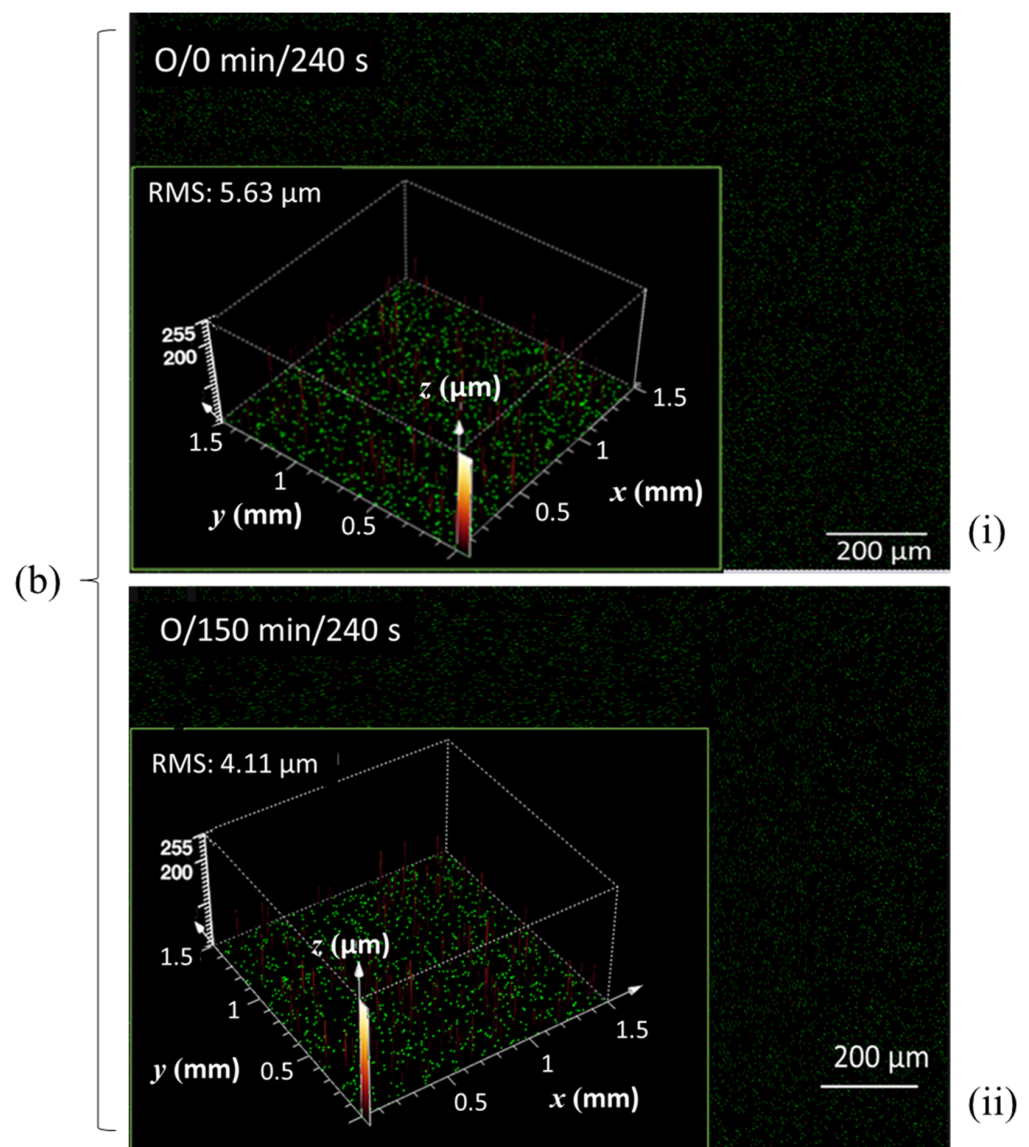 (b)
O/0 min/240 s
RMS: 5.63 µm
255
200
z (µm)
1.5
1
0.5
y (mm)
0.5
1
1.5
x (mm)
200 µm
(i)
O/150 min/240 s
RMS: 4.11 µm
255
200
z (µm)
1.5
1
0.5
y (mm)
0.5
1
1.5
x (mm)
200 µm
(ii)